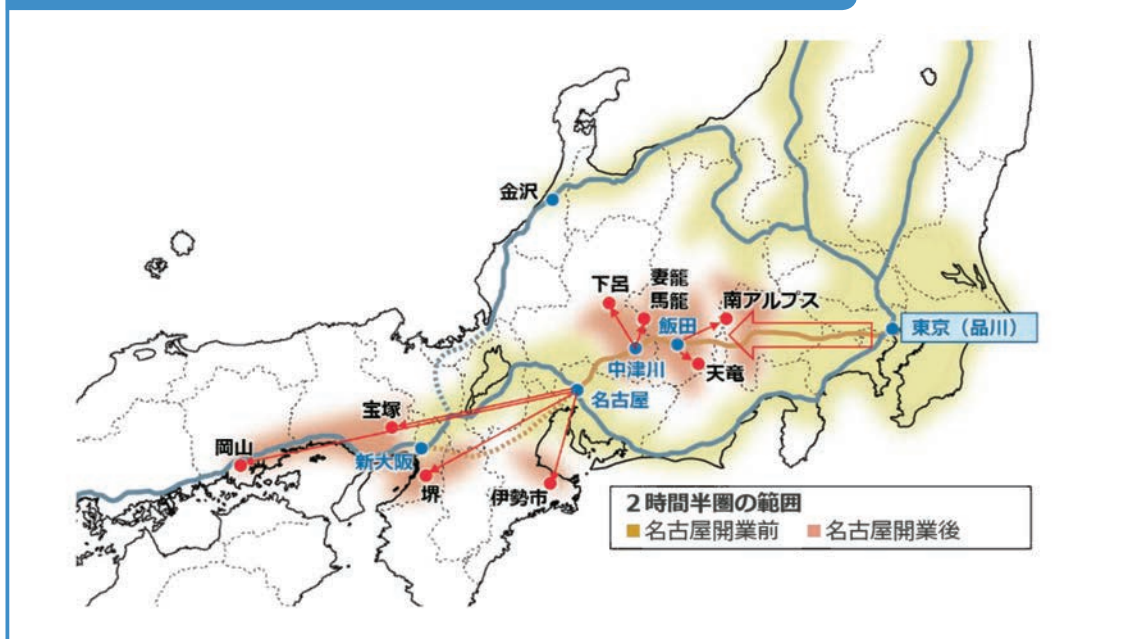 金沢
下呂
妻籠
馬籠
南アルプス
飯田
東京（品川）
中津川
天竜
名古屋
宝塚
岡山
新大阪
堺
伊勢市
２時間半圏の範囲
■名古屋開業前　■名古屋開業後